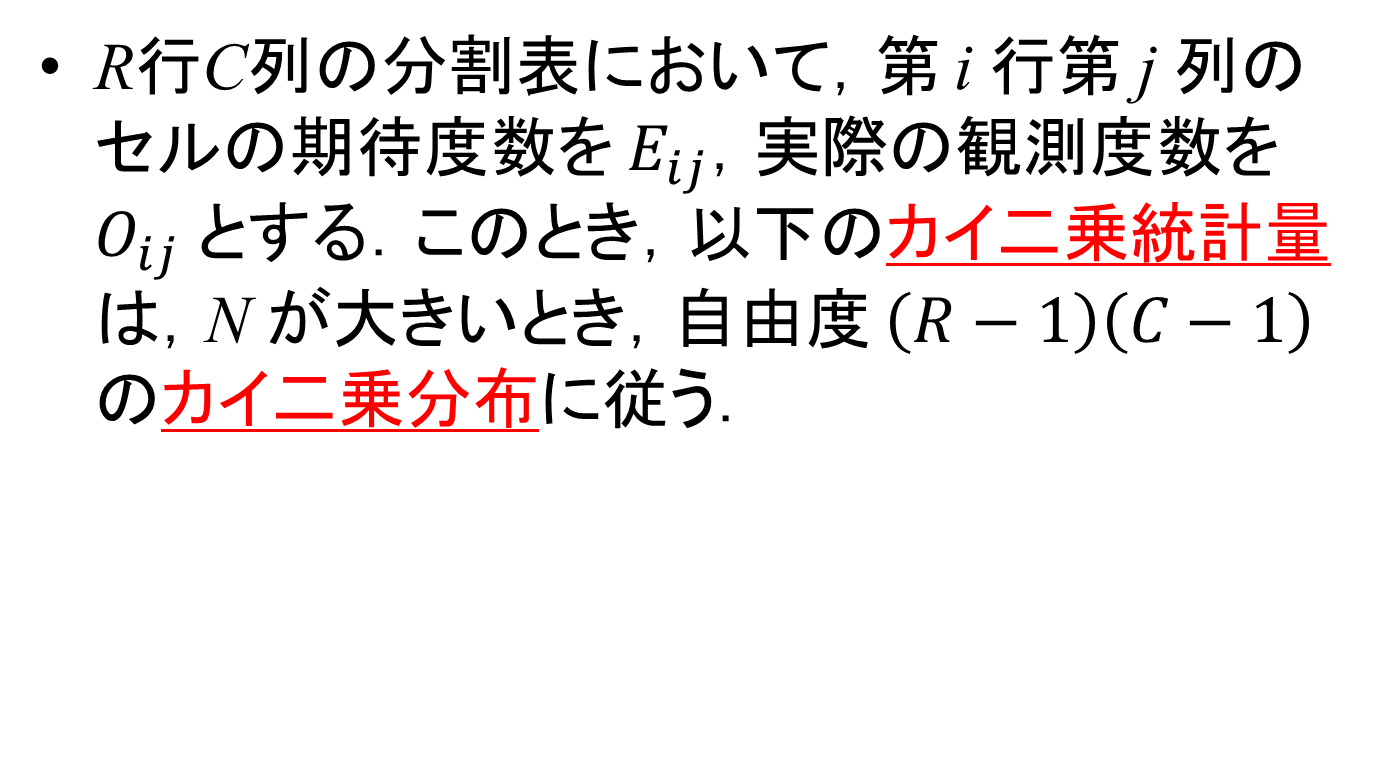 • R行C列の分割表において，第 i 行第 j 列の
セルの期待度数を E_{ij}，実際の観測度数を
O_{ij} とする．このとき，以下のカイ二乗統計量
は，N が大きいとき，自由度 (R − 1)(C − 1)
のカイ二乗分布に従う．